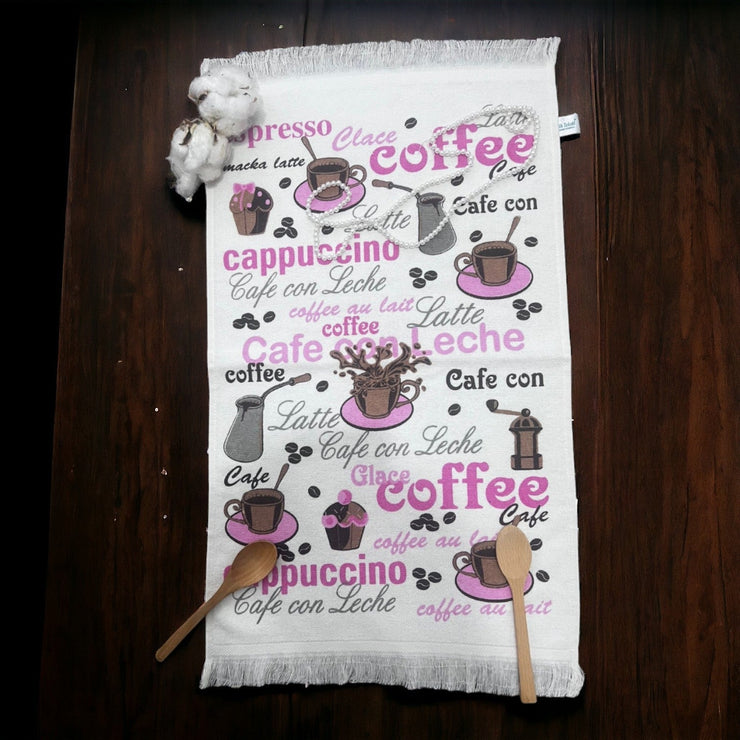 spresso
Clace
Latte
coffee
macka latte
Cafe
Latte
Cafe con
cappuccino
Cafe con Leche
coffee au lait
Latte
coffee
Cafe con Leche
coffee
Cafe con
Latte
Cafe con Leche
Cafe
Glace
coffee
Cafe
coffee au lait
cappuccino
Cafe con Leche
coffee au lait